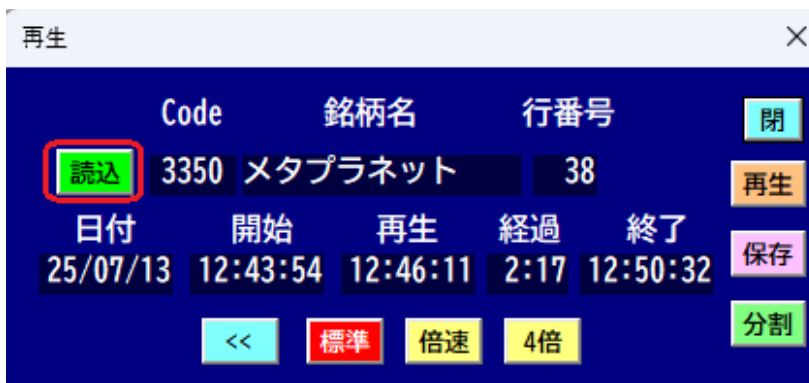 再生
Code 銘柄名 行番号 閉
読込 3350 メタプラネット 38 再生
日付 開始 再生 経過 終了
25/07/13 12:43:54 12:46:11 2:17 12:50:32 保存
<< 標準 倍速 4倍 分割